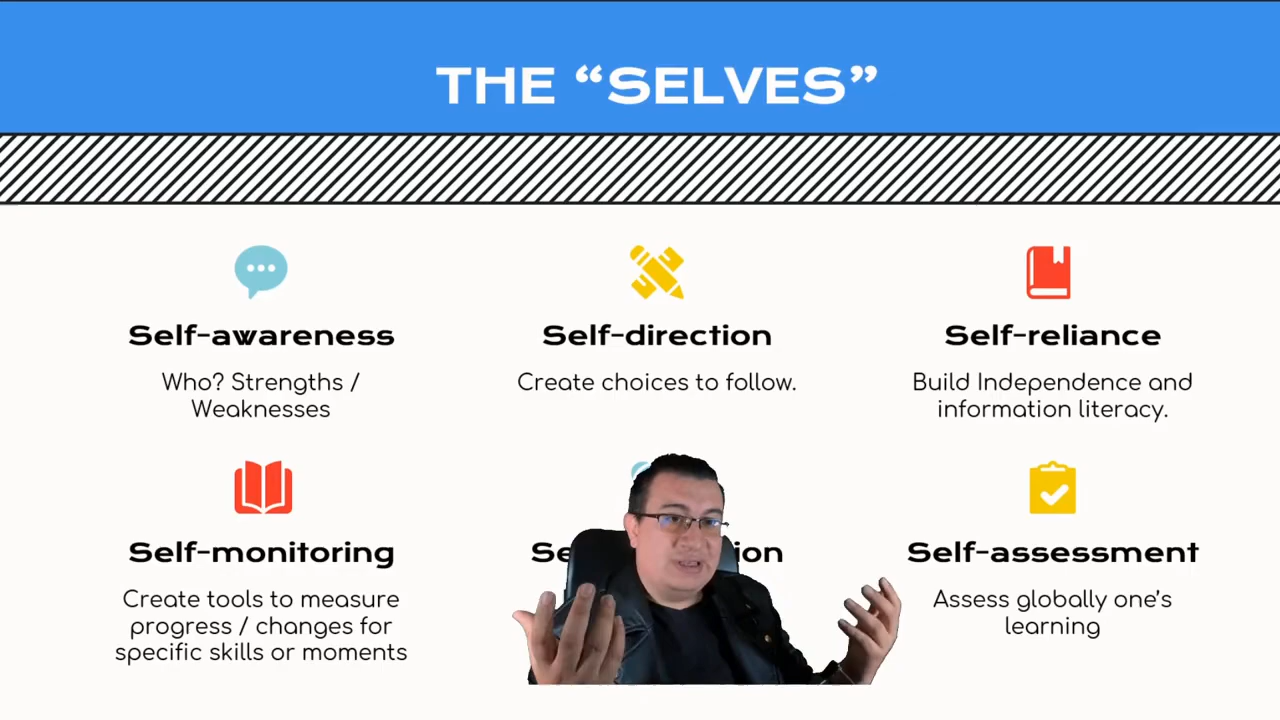 THE “SELVES”
Self-awareness
Who? Strengths /
Weaknesses
Self-direction
Create choices to follow.
Self-reliance
Build Independence and
information literacy.
Self-monitoring
Create tools to measure
progress / changes for
specific skills or moments
Self-assessment
Assess globally one’s
learning